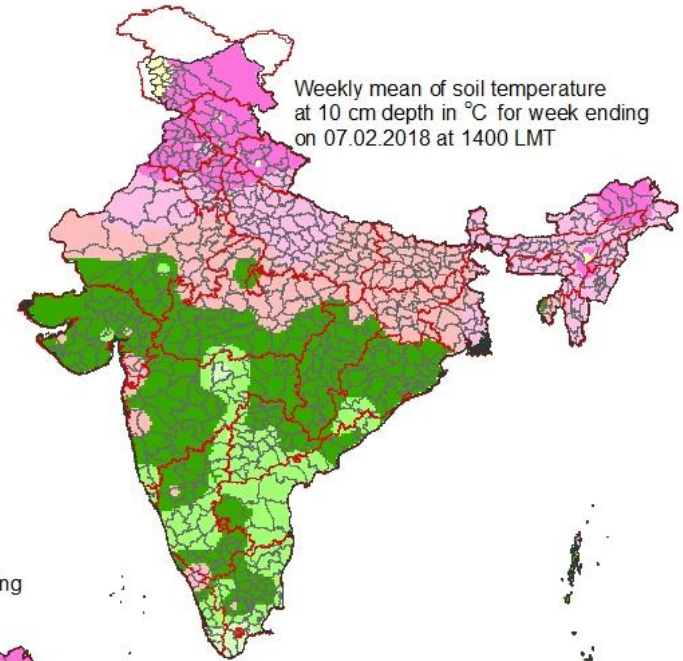 Weekly mean of soil temperature
at 10 cm depth in °C for week ending
on 07.02.2018 at 1400 LMT
ng